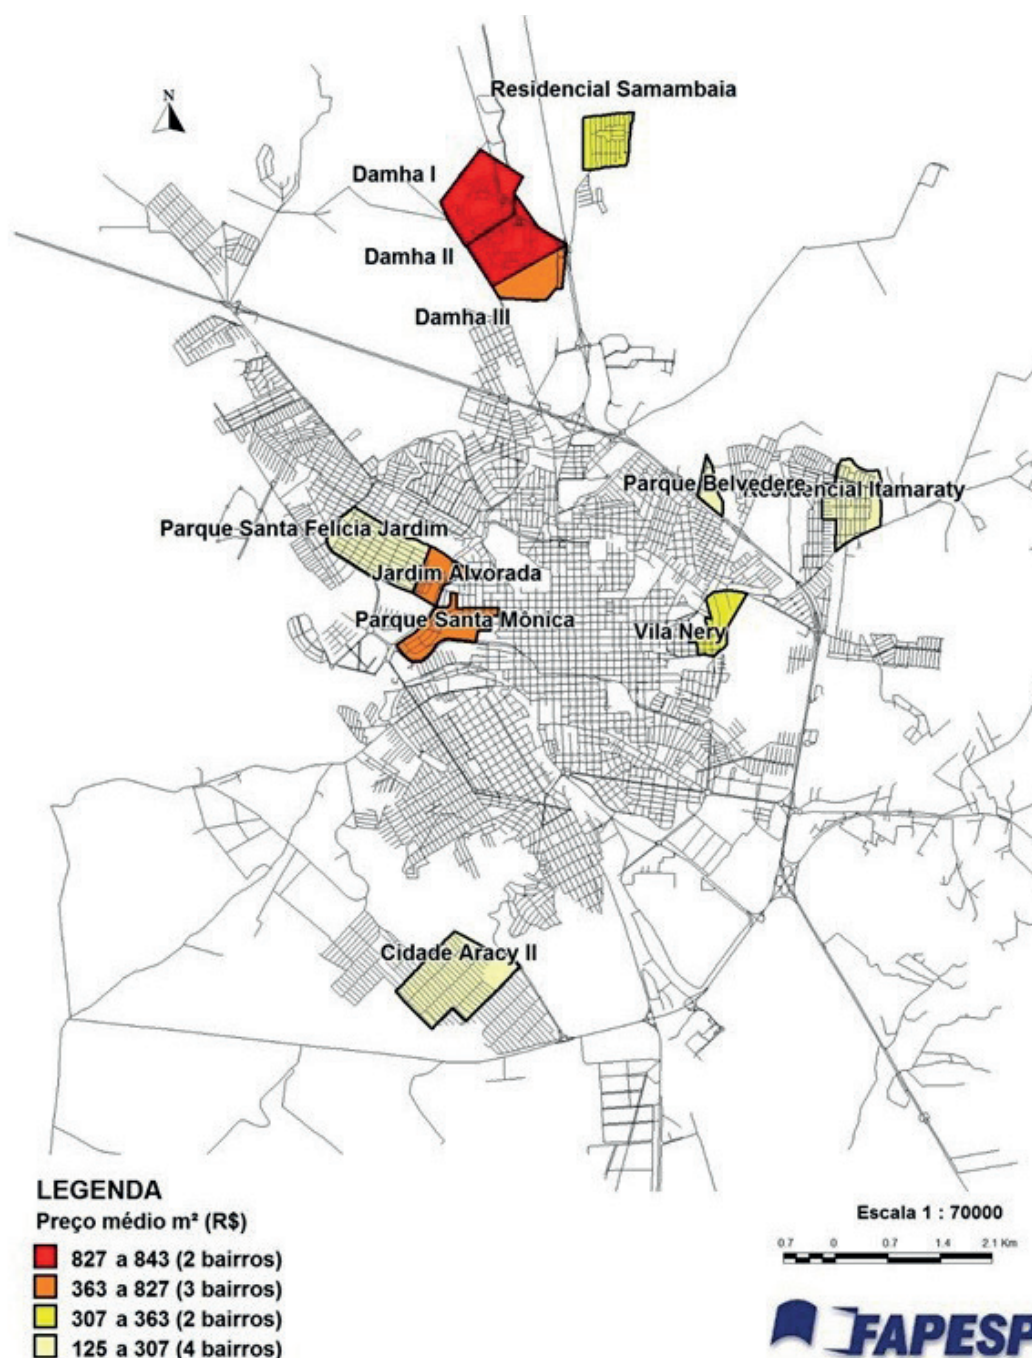 Residencial Samambaia
N
Damha I
Damha II
Damha III
Parque Belvedere
Residencial Itamaraty
Parque Santa Felícia Jardim
Jardim Alvorada
Parque Santa Mônica
Vila Nery
Cidade Aracy II
LEGENDA
Preço médio m² (R$)
827 a 843 (2 bairros)
363 a 827 (3 bairros)
307 a 363 (2 bairros)
125 a 307 (4 bairros)
Escala 1 : 70000
0.7 0 0.7 1.4 2.1 Km
FAPESP